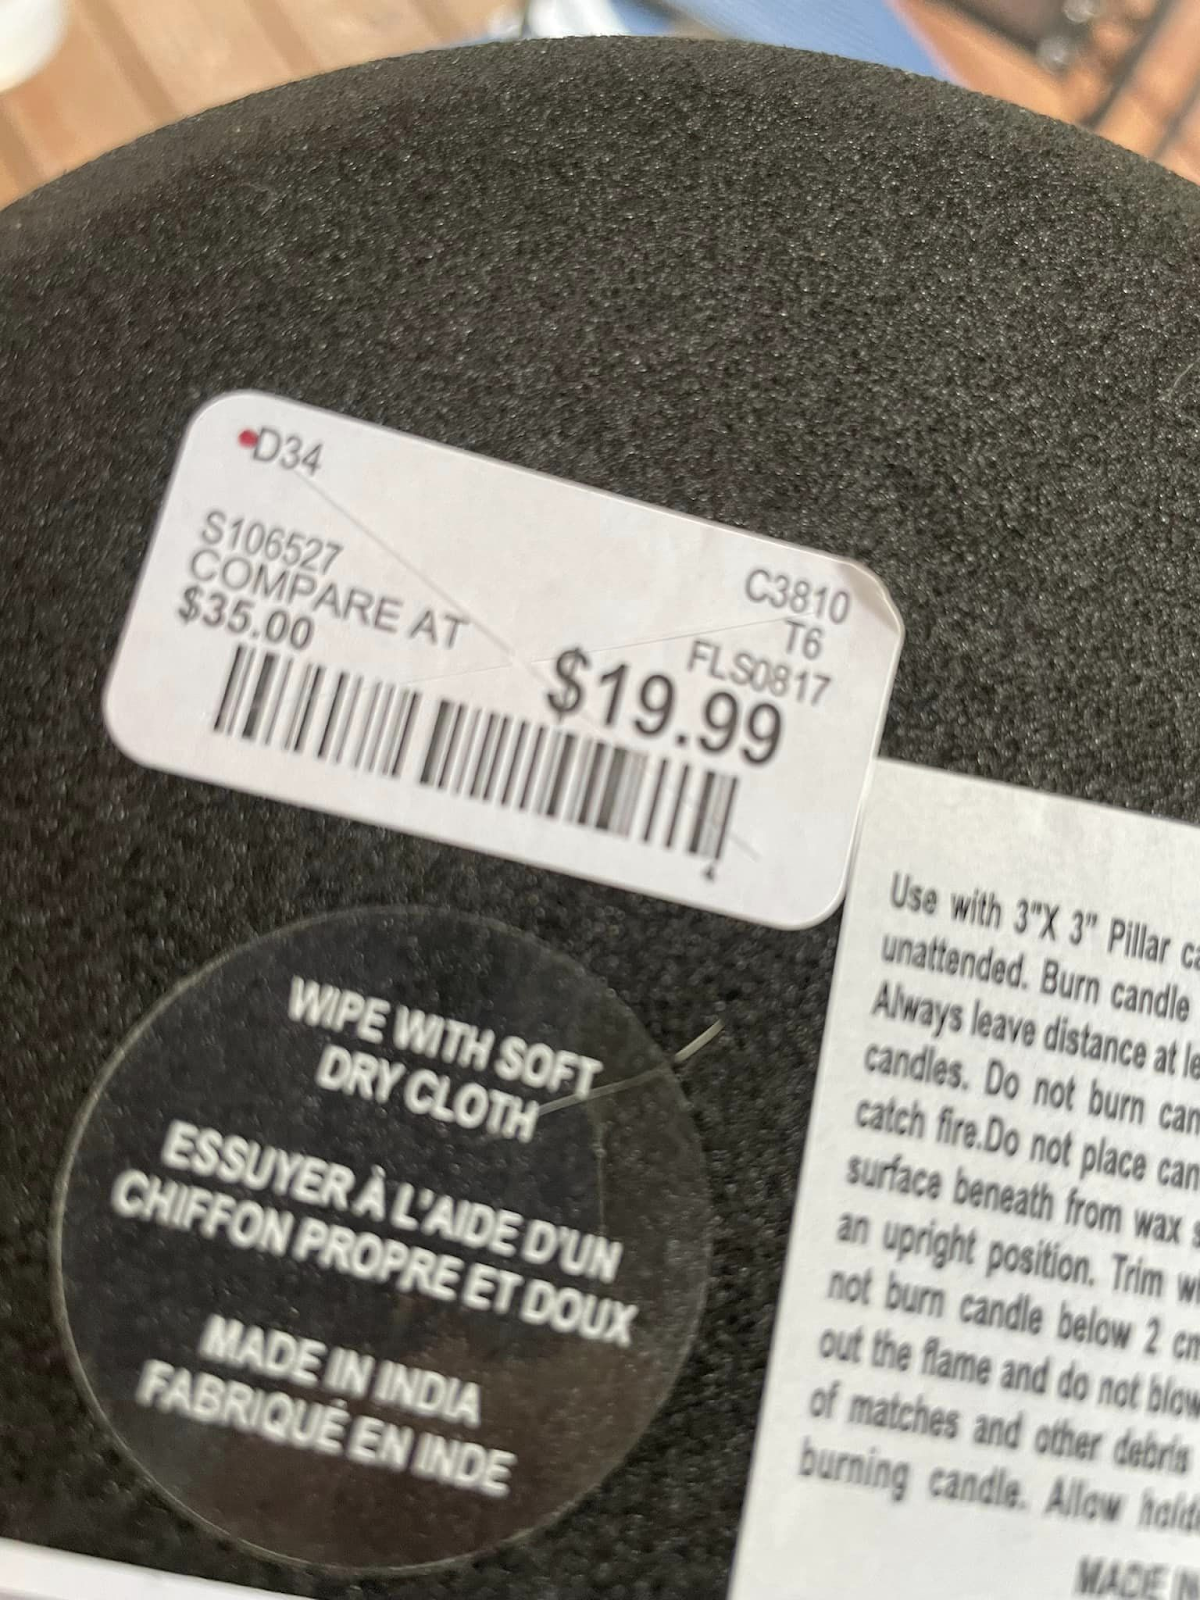 D34
S106527
COMPARE AT
$35.00
C3810
T6
FLS0817
$19.99
4
WIPE WITH SOFT
DRY CLOTH
ESSUYER À L'AIDE D'UN
CHIFFON PROPRE ET DOUX
MADE IN INDIA
FABRIQUÉ EN INDE
Use with 3"X 3" Pillar
unattended. Burn candle
Always leave distance at
candles. Do not burn
catch fire.Do not place
surface beneath from wax
an upright position. Trim
not burn candle below 2 cm
out the flame and do not blow
of matches and other debris
burning candle. Allow
MADE